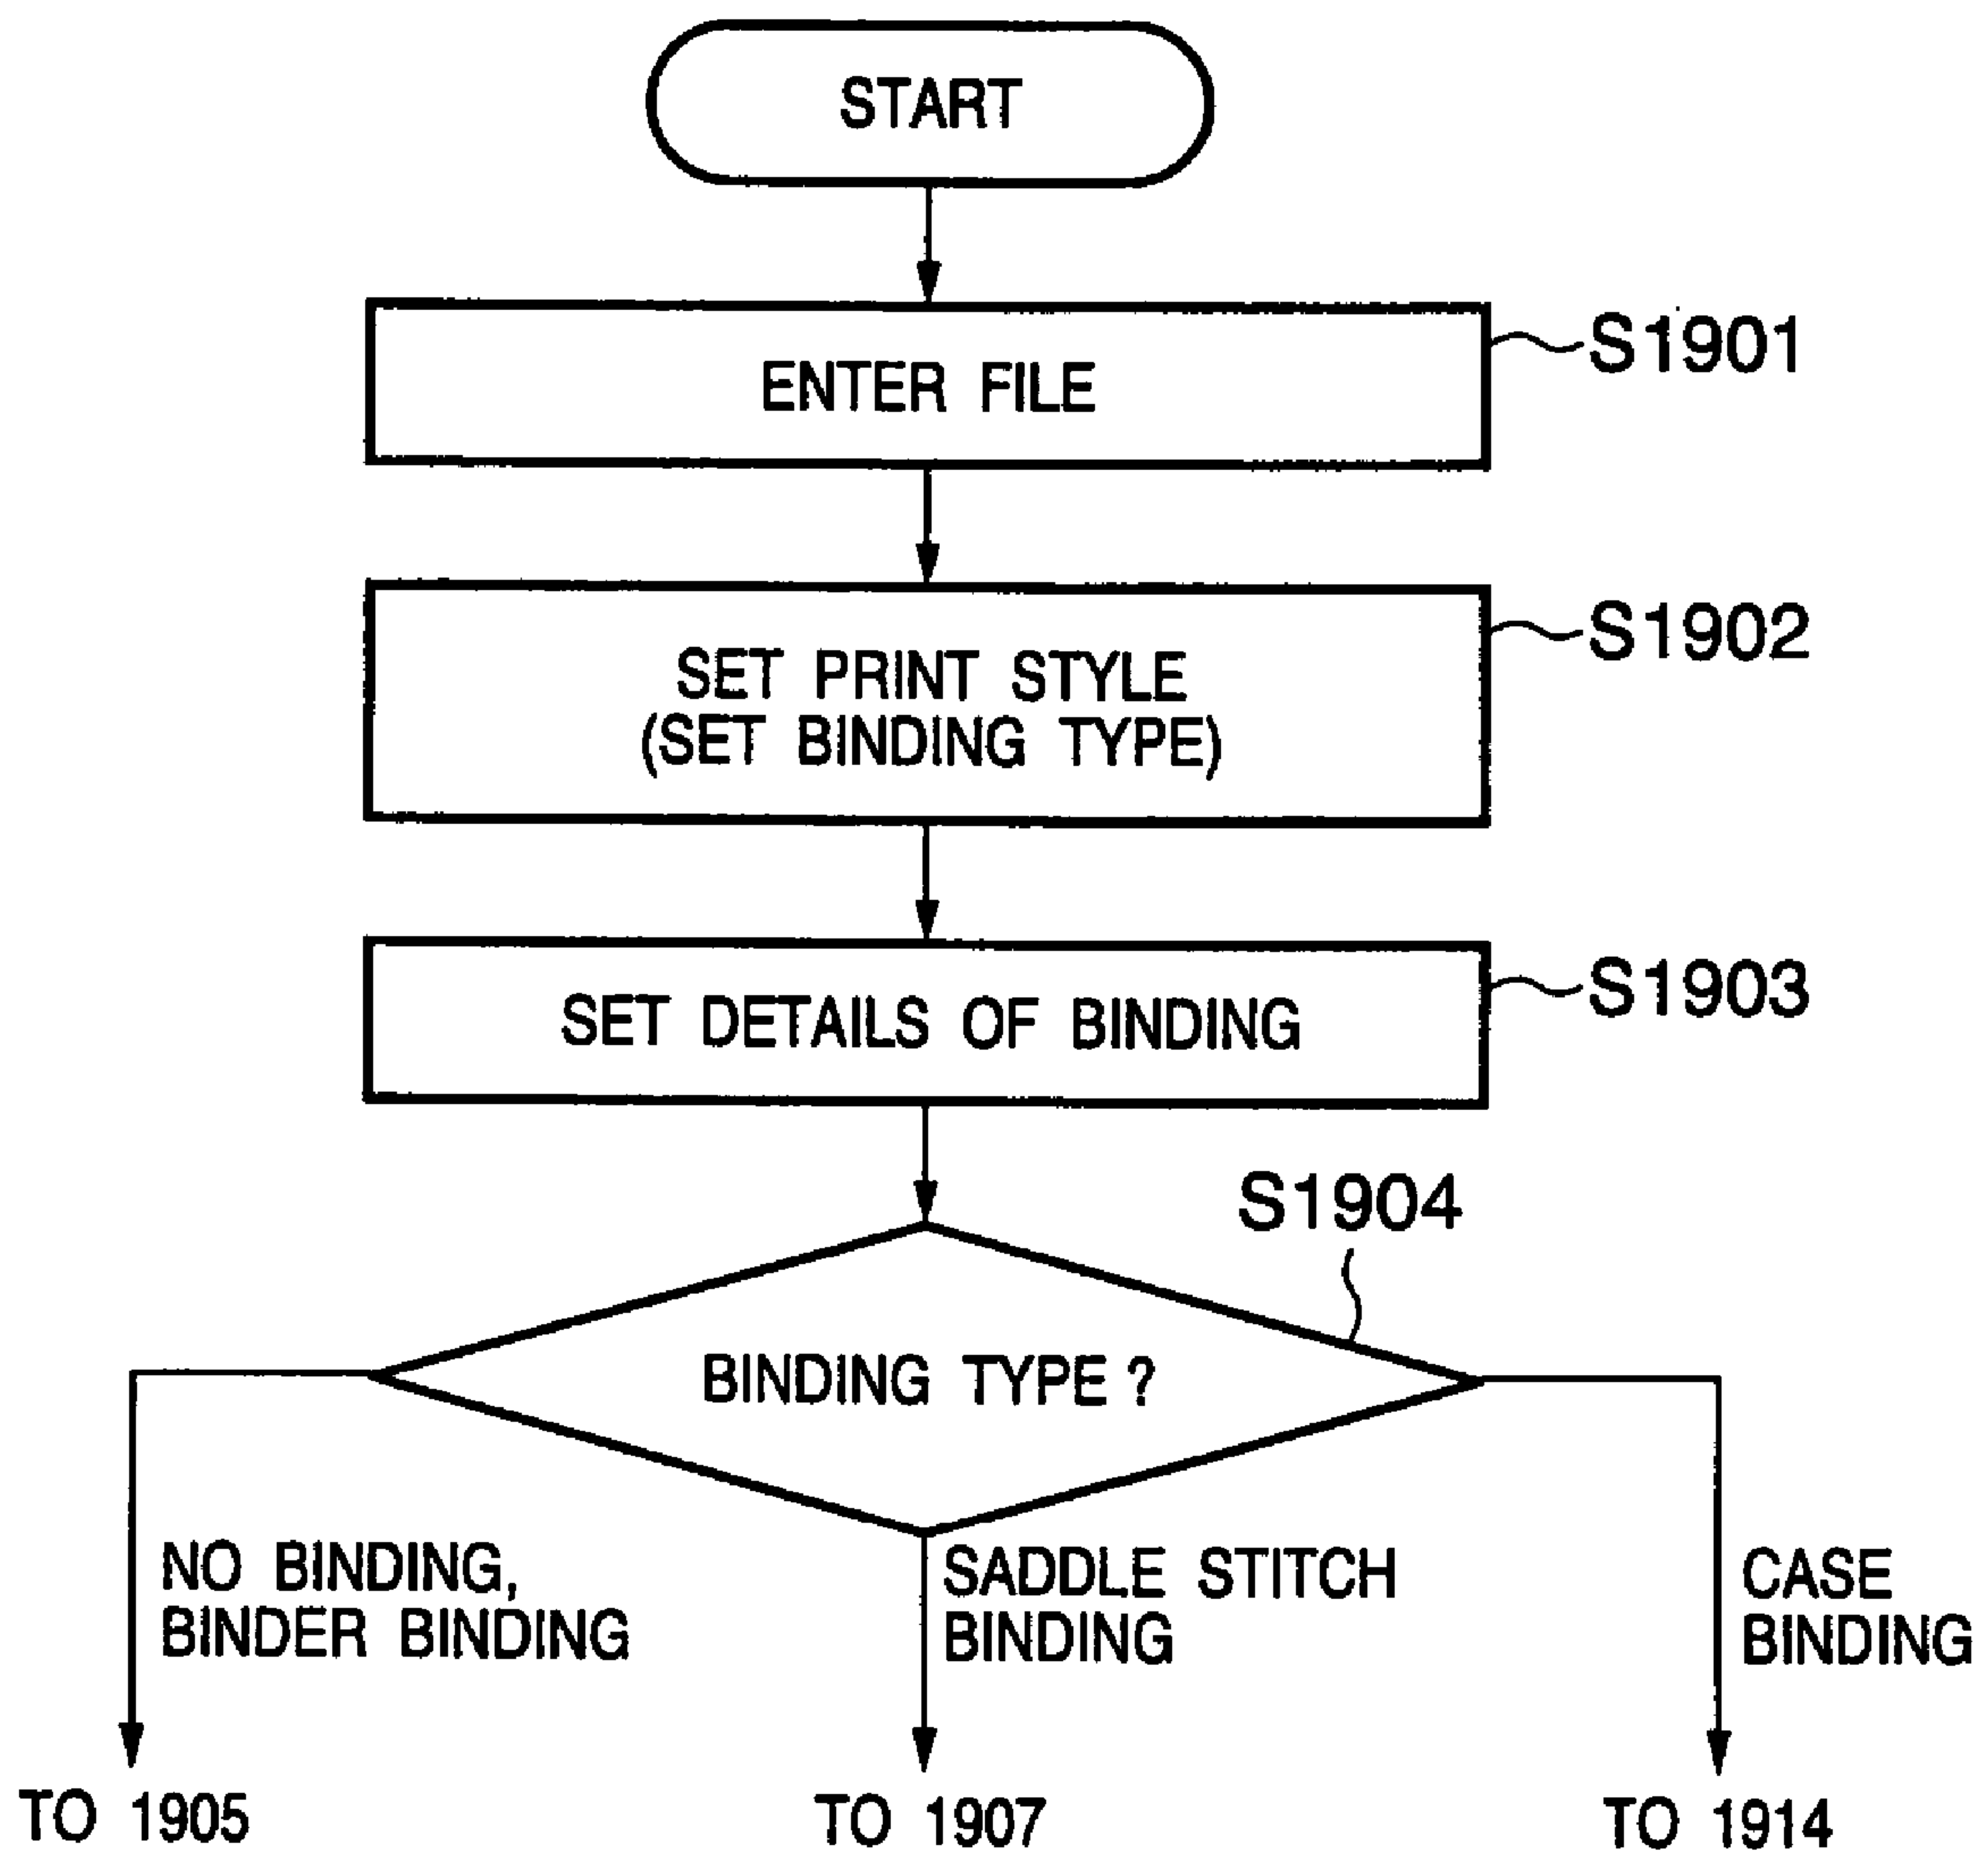 START
ENTER FILE
S1901
SET PRINT STYLE
(SET BINDING TYPE)
S1902
SET DETAILS OF BINDING
S1903
S1904
BINDING TYPE ?
NO BINDING,
BINDER BINDING
SADDLE STITCH
BINDING
CASE
BINDING
TO 1905
TO 1907
TO 1914